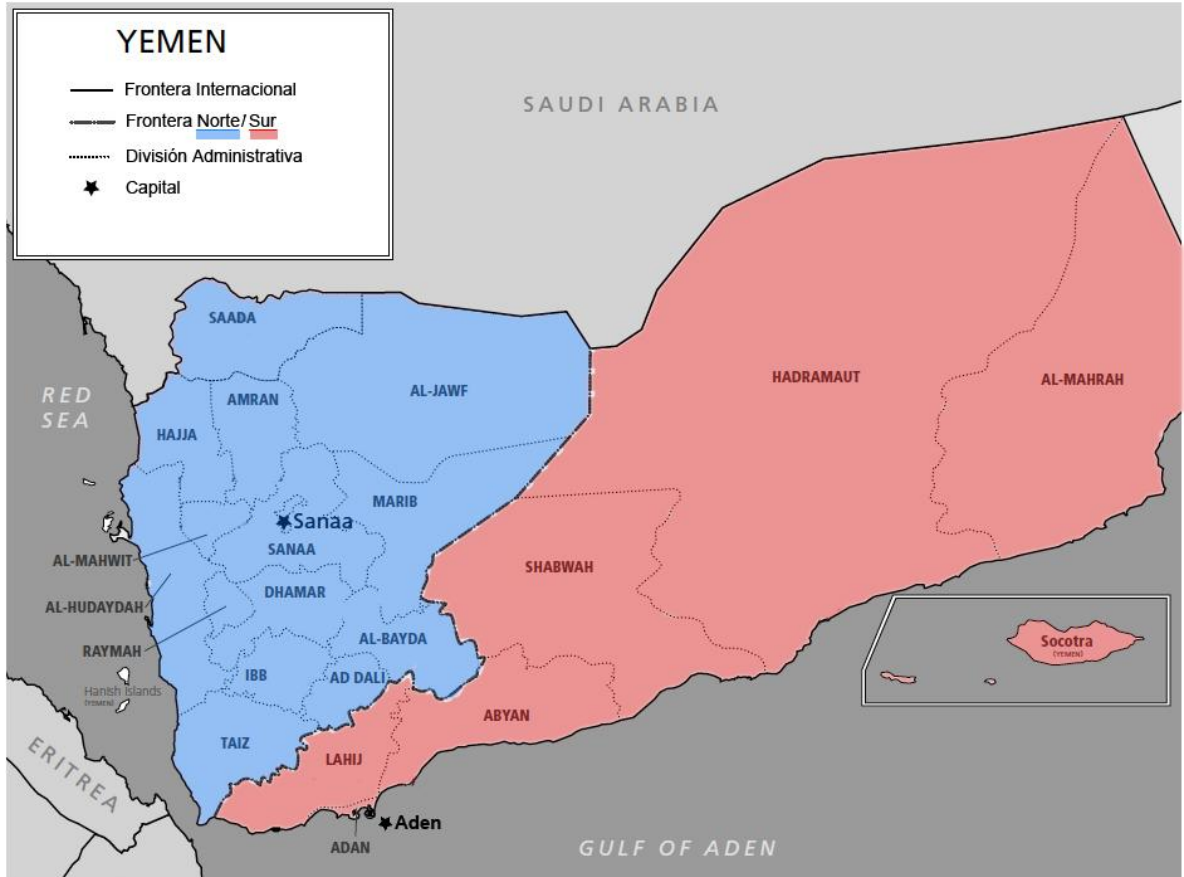 YEMEN
Frontera Internacional
Frontera Norte/ Sur
División Administrativa
Capital
SAUDI ARABIA
RED
SEA
SAADA
AL-JAWF
AMRAN
HAJJA
MARIB
Sanaa
SANAA
AL-MAHWIT
AL-HUDAYDAH
DHAMAR
RAYMAH
AL-BAYDA
IBB
AD DALI
Hanish Islands
(YEMEN)
TAIZ
ERITREA
HADRAMAUT
AL-MAHRAH
SHABWAH
ABYAN
LAHIJ
Aden
ADAN
GULF OF ADEN
Socotra
(YEMEN)